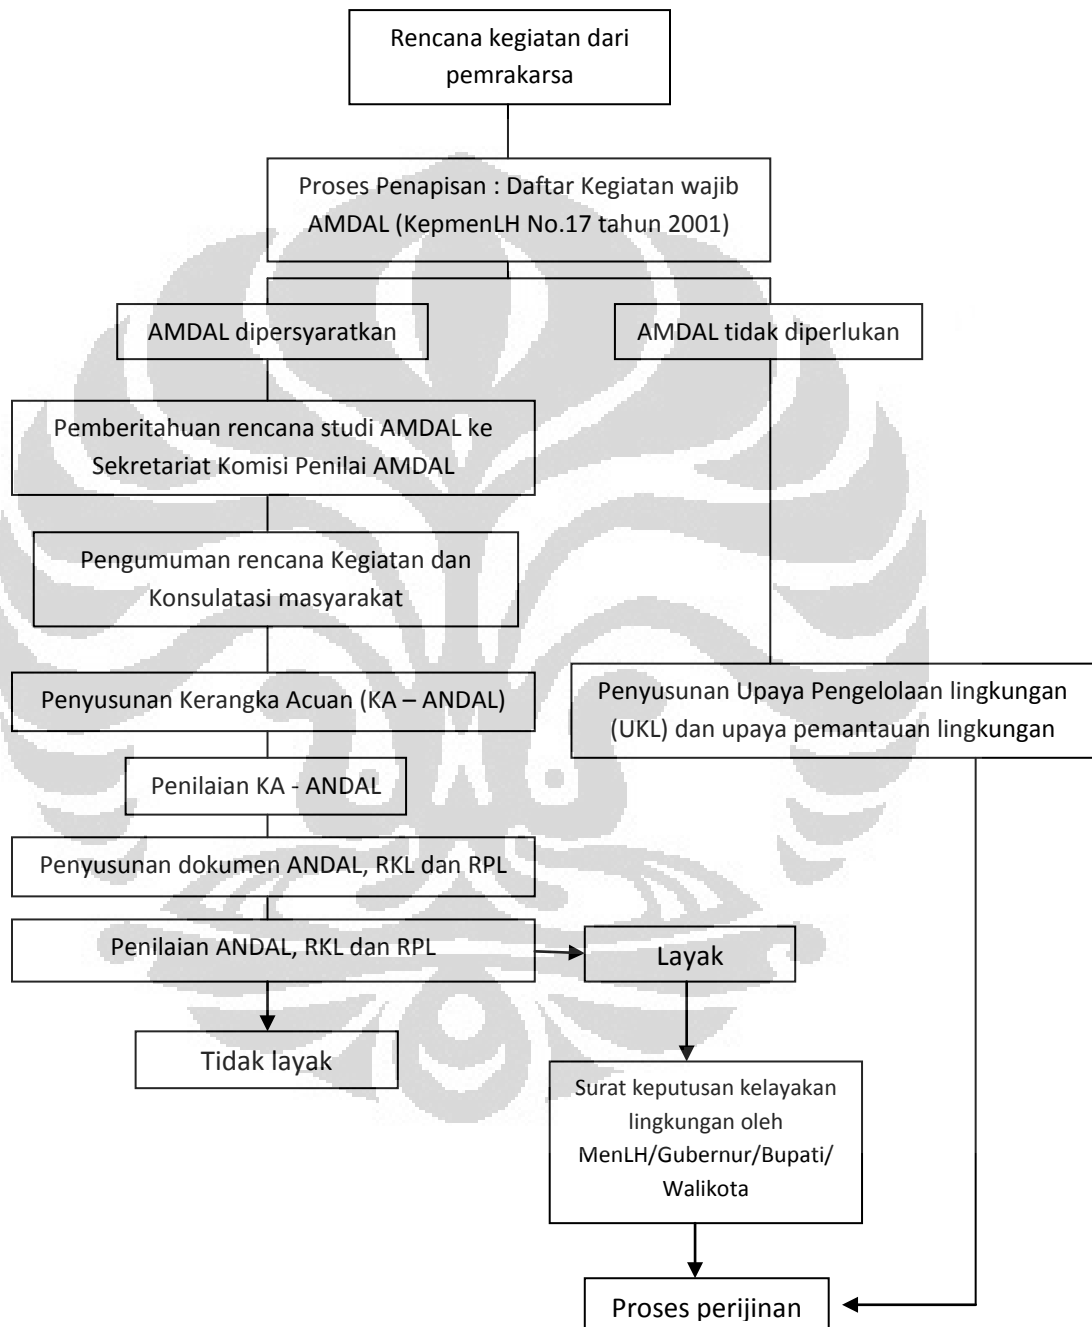 Rencana kegiatan dari
pemrakarsa
Proses Penapisan : Daftar Kegiatan wajib
AMDAL (KepmenLH No.17 tahun 2001)
AMDAL dipersyaratkan
AMDAL tidak diperlukan
Pemberitahuan rencana studi AMDAL ke
Sekretariat Komisi Penilai AMDAL
Pengumuman rencana Kegiatan dan
Konsulatasi masyarakat
Penyusunan Kerangka Acuan (KA – ANDAL)
Penyusunan Upaya Pengelolaan lingkungan
(UKL) dan upaya pemantauan lingkungan
Penilaian KA - ANDAL
Penyusunan dokumen ANDAL, RKL dan RPL
Penilaian ANDAL, RKL dan RPL
Layak
Tidak layak
Surat keputusan kelayakan
lingkungan oleh
MenLH/Gubernur/Bupati/
Walikota
Proses perijinan